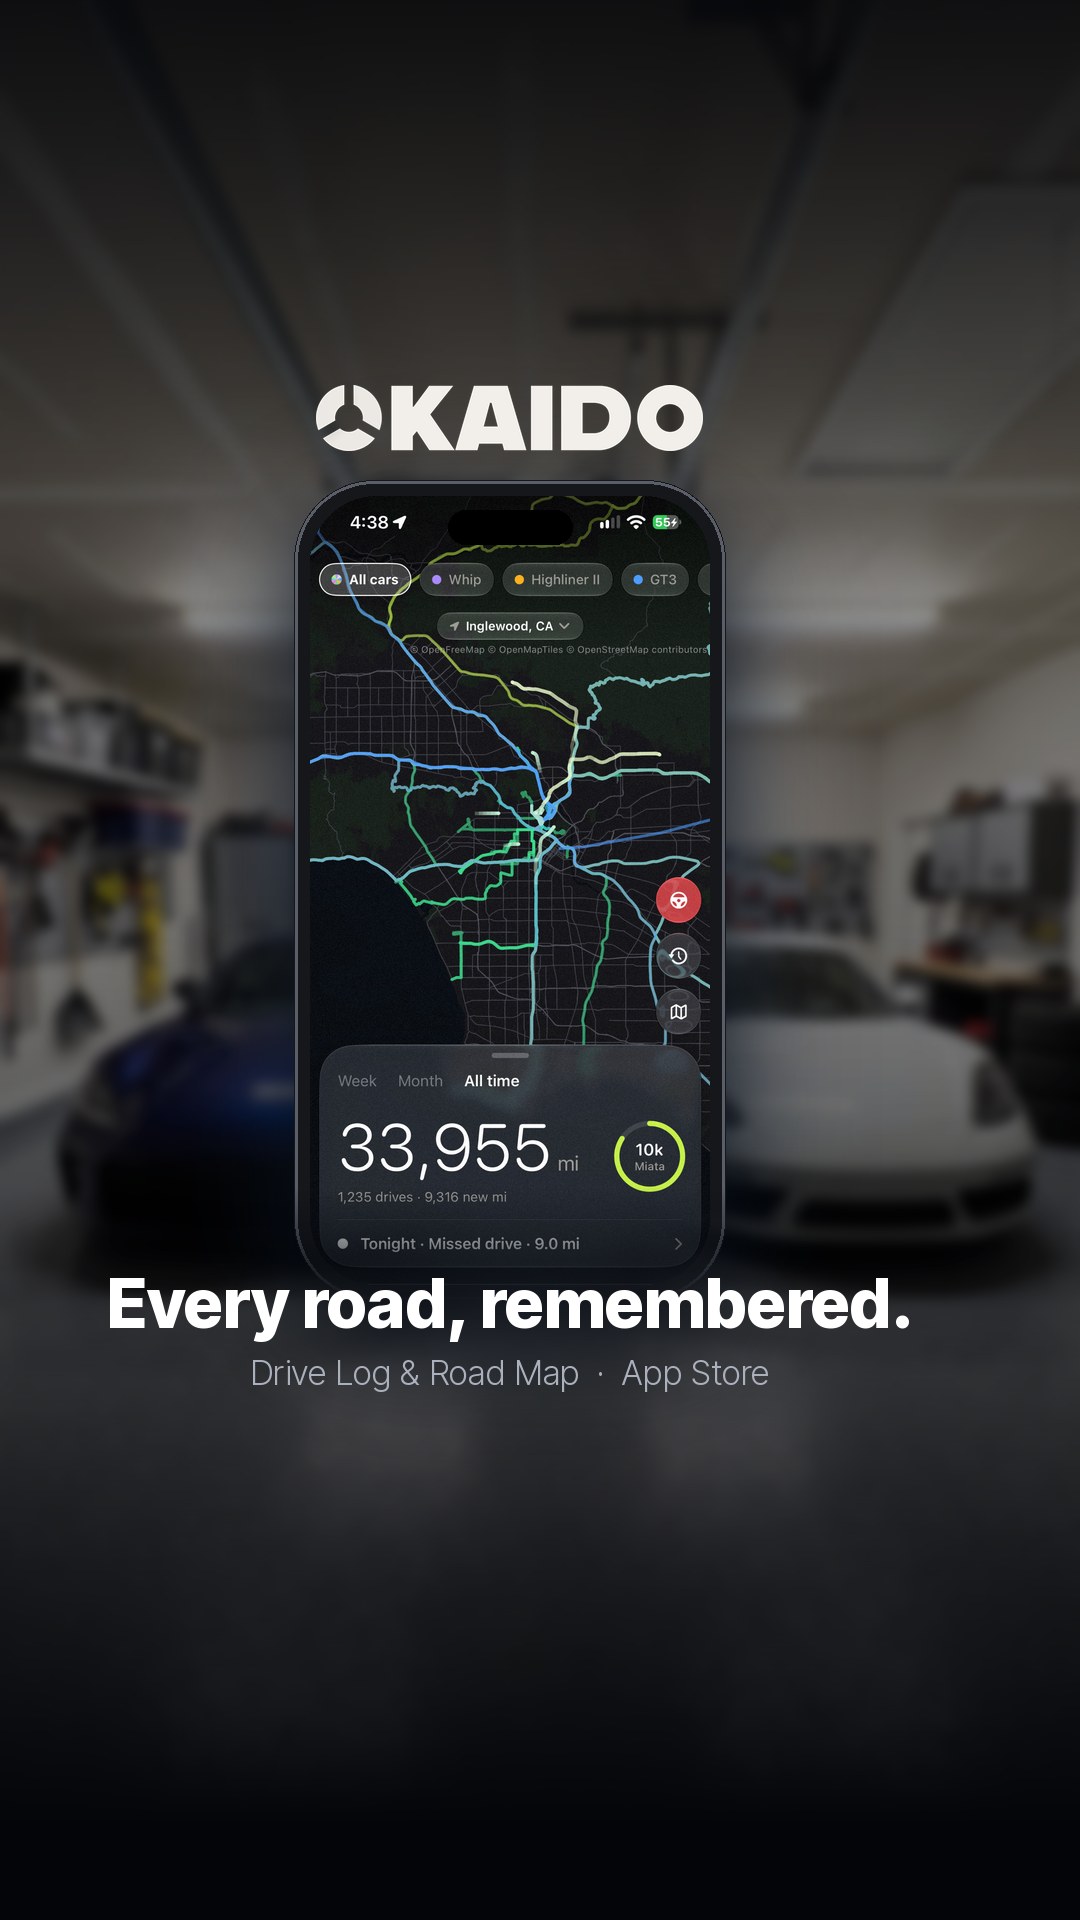 KAIDO
4:38
55
All cars
Whip
Highliner II
GT3
Inglewood, CA
© OpenFreeMap © OpenMapTiles © OpenStreetMap contributors
Week
Month
All time
33,955 mi
10k
Miata
1,235 drives · 9,316 new mi
Tonight · Missed drive · 9.0 mi
Every road, remembered.
Drive Log & Road Map · App Store